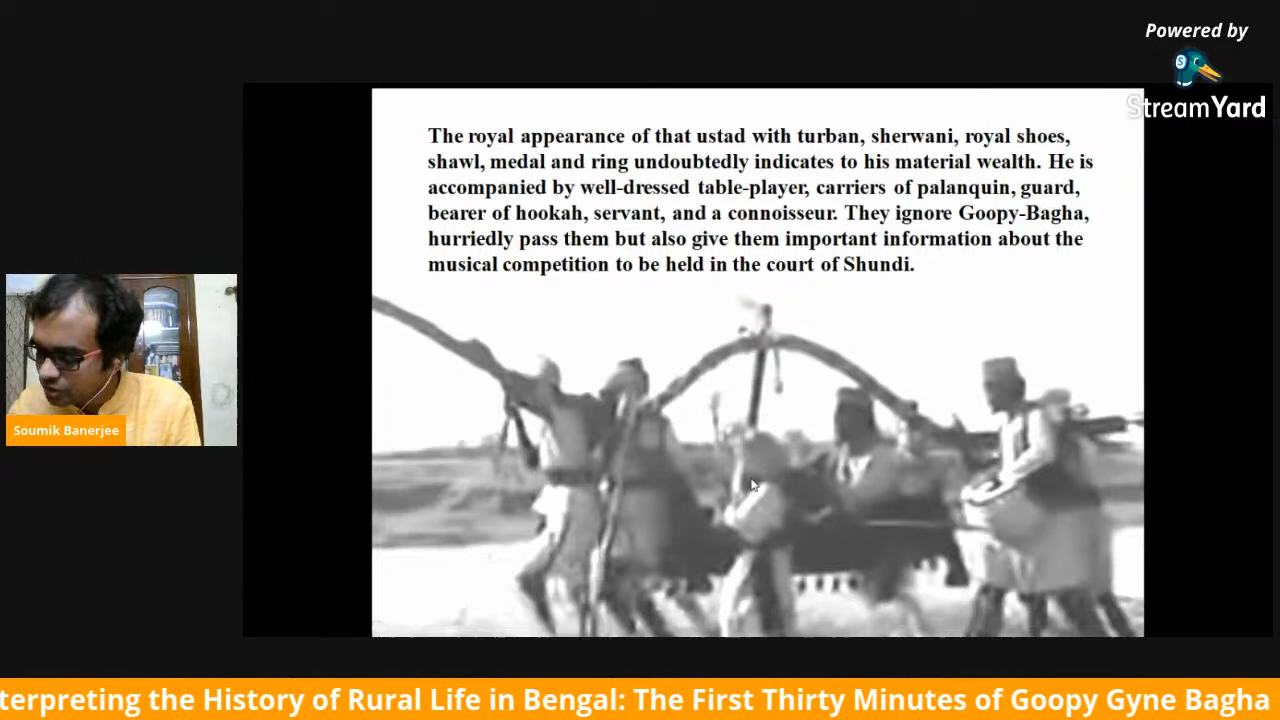 Powered by
StreamYard
The royal appearance of that ustad with turban, sherwani, royal shoes,
shawl, medal and ring undoubtedly indicates to his material wealth. He is
accompanied by well-dressed table-player, carriers of palanquin, guard,
bearer of hookah, servant, and a connoisseur. They ignore Goopy-Bagha,
hurriedly pass them but also give them important information about the
musical competition to be held in the court of Shundi.
Soumik Banerjee
terpreting the History of Rural Life in Bengal: The First Thirty Minutes of Goopy Gyne Bagha